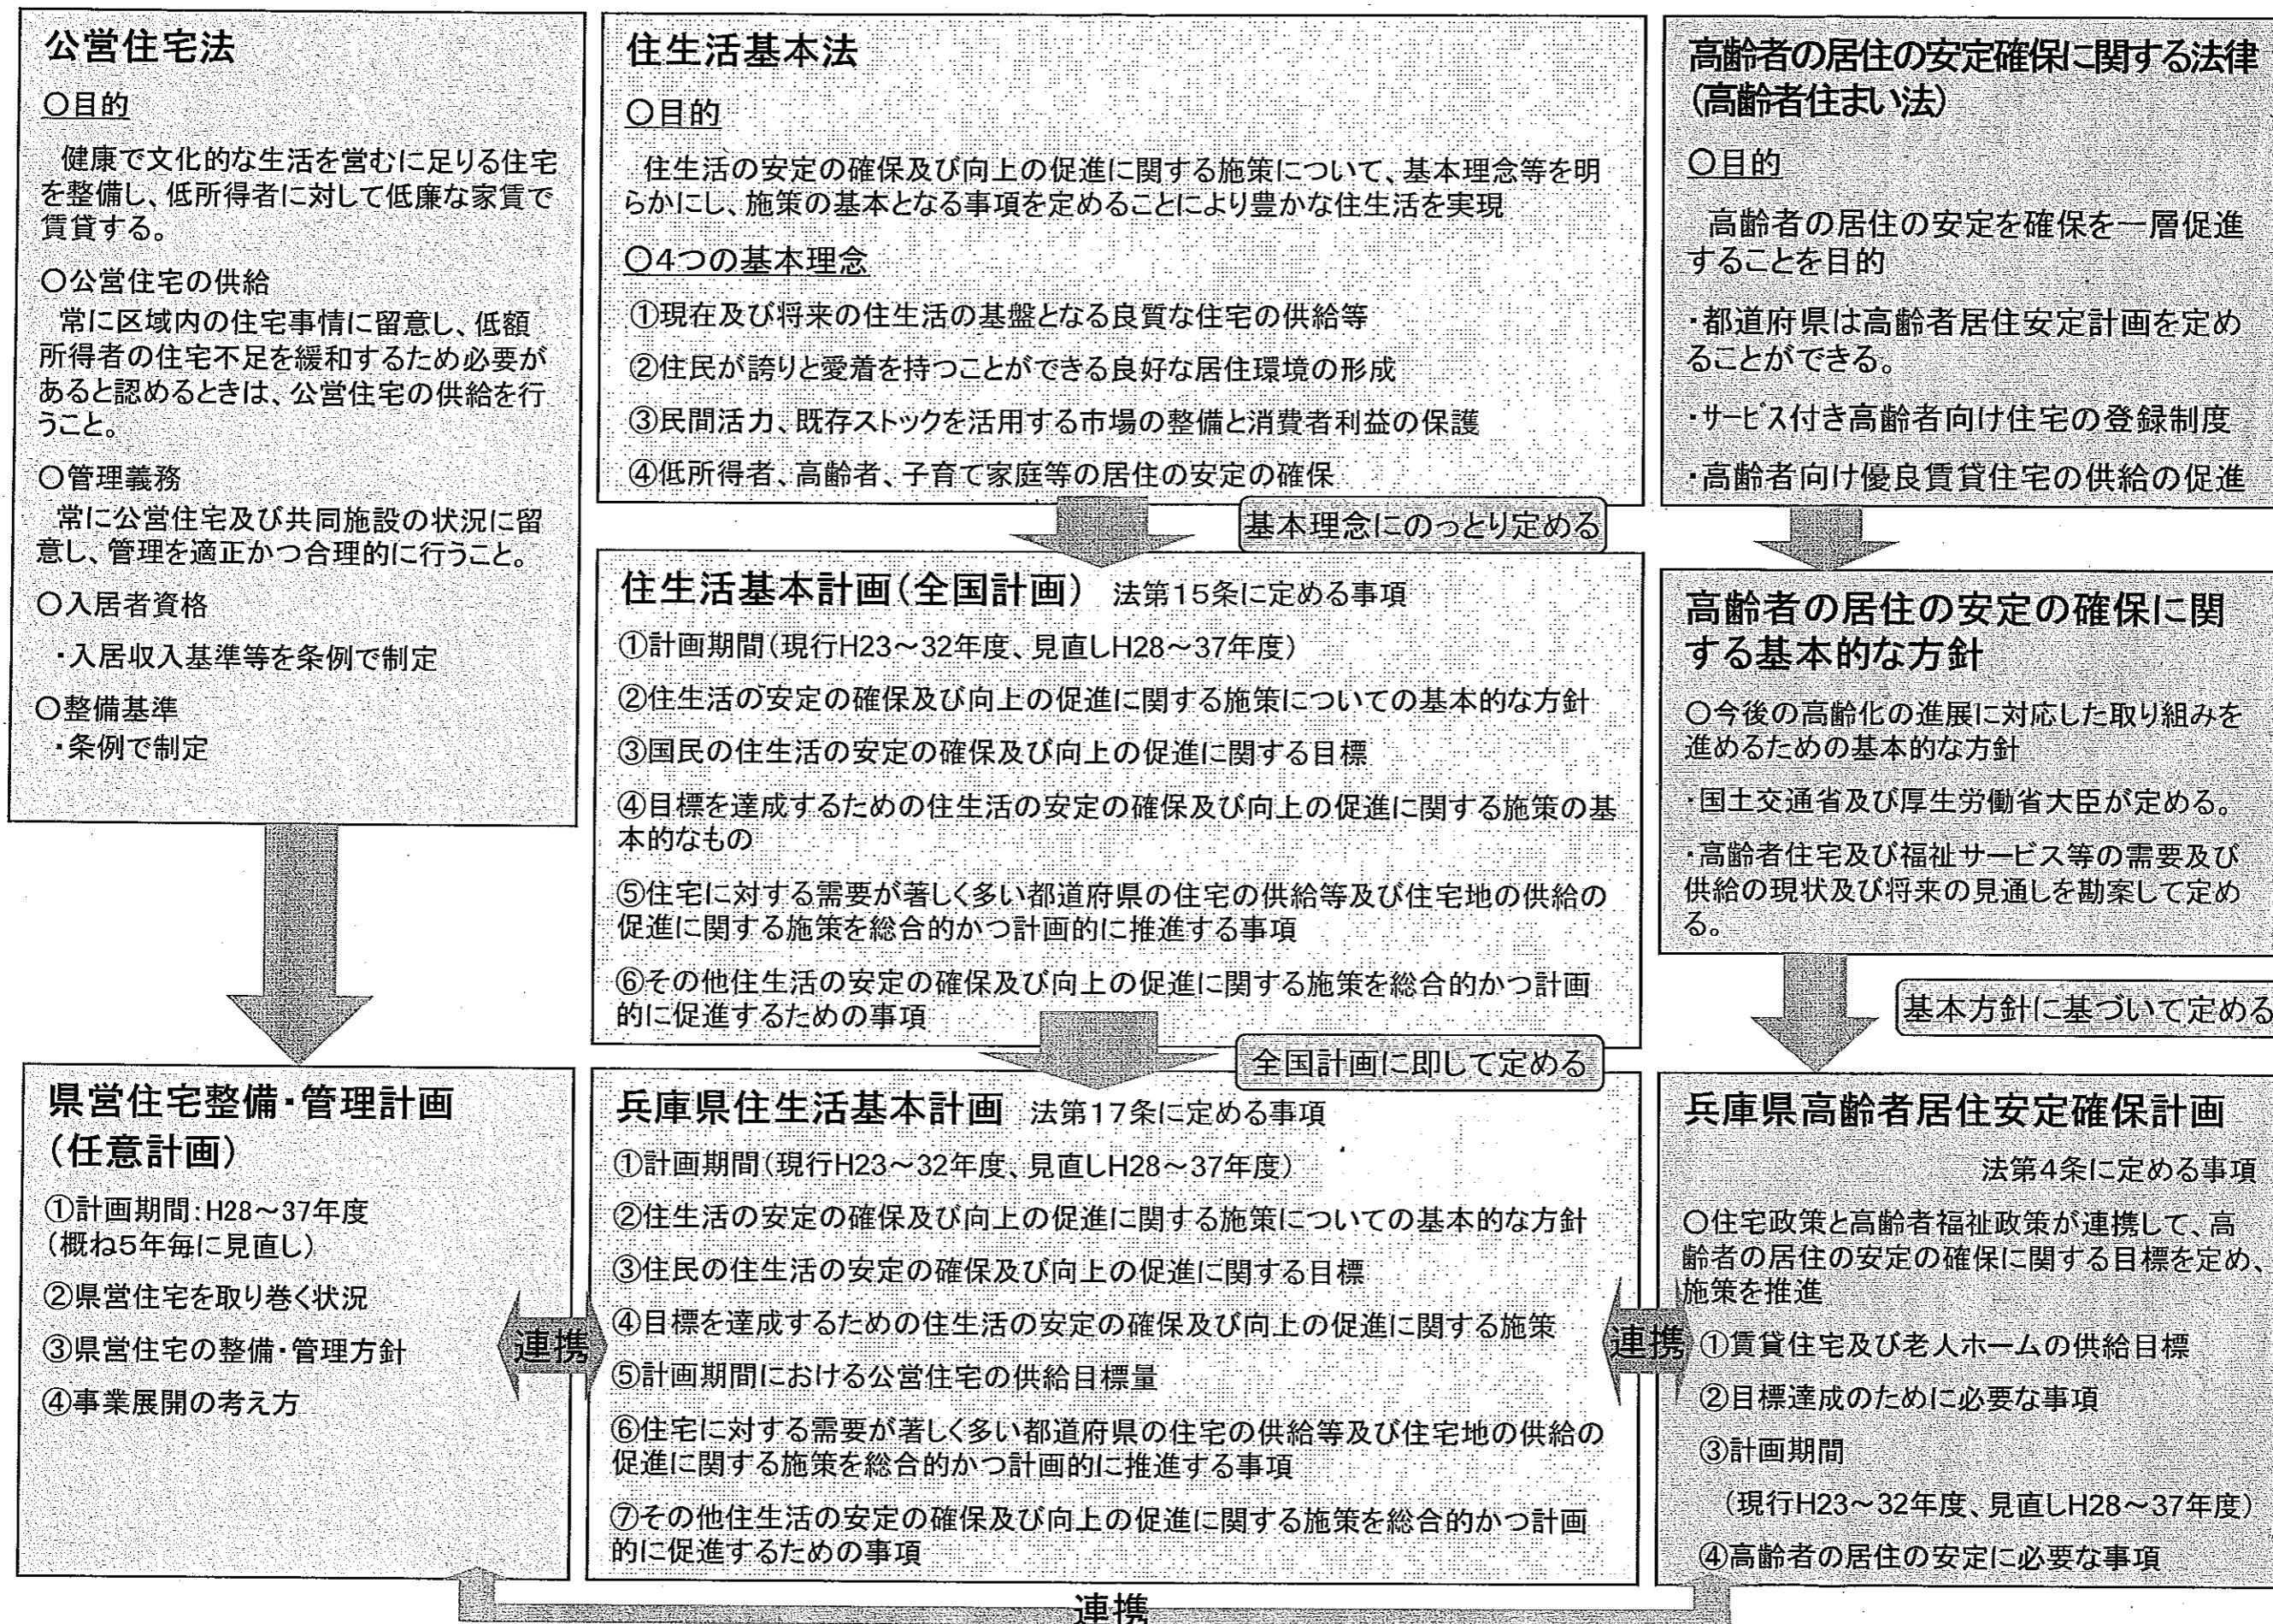 公営住宅法
〇目的
健康で文化的な生活を営むに足りる住宅
を整備し、低所得者に対して低廉な家賃で
賃貸する。
〇公営住宅の供給
常に区域内の住宅事情に留意し、低額
所得者の住宅不足を緩和するため必要が
あると認めるときは、公営住宅の供給を行
うこと。
〇管理義務
常に公営住宅及び共同施設の状況に留
意し、管理を適正かつ合理的に行うこと。
〇入居者資格
・入居収入基準等を条例で制定
〇整備基準
・条例で制定
県営住宅整備・管理計画
(任意計画)
①計画期間:H28～37年度
(概ね5年毎に見直し)
②県営住宅を取り巻く状況
③県営住宅の整備・管理方針
④事業展開の考え方
連携
住生活基本法
〇目的
住生活の安定の確保及び向上の促進に関する施策について、基本理念等を明
らかにし、施策の基本となる事項を定めることにより豊かな住生活を実現
〇4つの基本理念
①現在及び将来の住生活の基盤となる良質な住宅の供給等
②住民が誇りと愛着を持つことができる良好な居住環境の形成
③民間活力、既存ストックを活用する市場の整備と消費者利益の保護
④低所得者、高齢者、子育て家庭等の居住の安定の確保
基本理念にのっとり定める
住生活基本計画(全国計画) 法第15条に定める事項
①計画期間(現行H23～32年度、見直しH28～37年度)
②住生活の安定の確保及び向上の促進に関する施策についての基本的な方針
③国民の住生活の安定の確保及び向上の促進に関する目標
④目標を達成するための住生活の安定の確保及び向上の促進に関する施策の基
本的なもの
⑤住宅に対する需要が著しく多い都道府県の住宅の供給等及び住宅地の供給の
促進に関する施策を総合的かつ計画的に推進する事項
⑥その他住生活の安定の確保及び向上の促進に関する施策を総合的かつ計画
的に促進するための事項
全国計画に即して定める
兵庫県住生活基本計画 法第17条に定める事項
①計画期間(現行H23～32年度、見直しH28～37年度)
②住生活の安定の確保及び向上の促進に関する施策についての基本的な方針
③住民の住生活の安定の確保及び向上の促進に関する目標
④目標を達成するための住生活の安定の確保及び向上の促進に関する施策
⑤計画期間における公営住宅の供給目標量
⑥住宅に対する需要が著しく多い都道府県の住宅の供給等及び住宅地の供給の
促進に関する施策を総合的かつ計画的に推進する事項
⑦その他住生活の安定の確保及び向上の促進に関する施策を総合的かつ計画
的に促進するための事項
連携
高齢者の居住の安定確保に関する法律
(高齢者住まい法)
〇目的
高齢者の居住の安定を確保を一層促進
することを目的
・都道府県は高齢者居住安定計画を定め
ることができる。
・サービス付き高齢者向け住宅の登録制度
・高齢者向け優良賃貸住宅の供給の促進
高齢者の居住の安定の確保に関
する基本的な方針
〇今後の高齢化の進展に対応した取り組みを
進めるための基本的な方針
・国土交通省及び厚生労働省大臣が定める。
・高齢者住宅及び福祉サービス等の需要及び
供給の現状及び将来の見通しを勘案して定め
る。
基本方針に基づいて定める
兵庫県高齢者居住安定確保計画
法第4条に定める事項
〇住宅政策と高齢者福祉政策が連携して、高
齢者の居住の安定の確保に関する目標を定め、
施策を推進
①賃貸住宅及び老人ホームの供給目標
②目標達成のために必要な事項
③計画期間
(現行H23～32年度、見直しH28～37年度)
④高齢者の居住の安定に必要な事項
連携